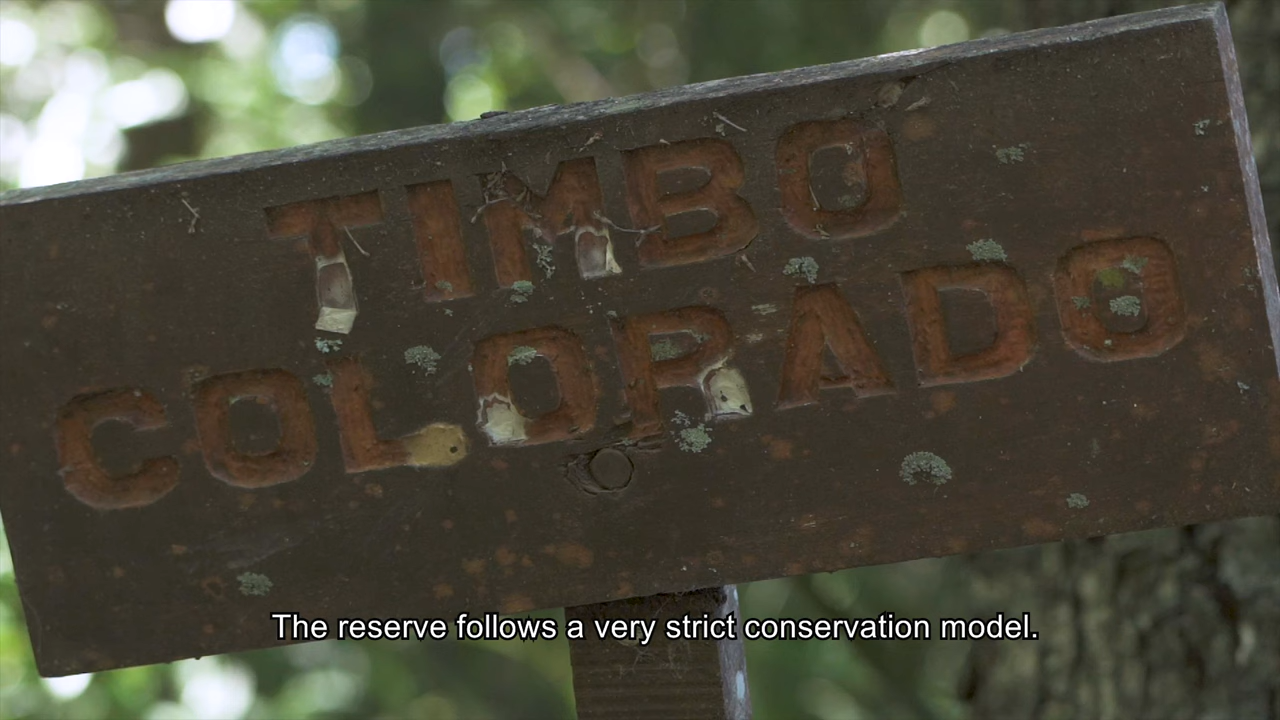 TIMBO
COLORADO
The reserve follows a very strict conservation model.